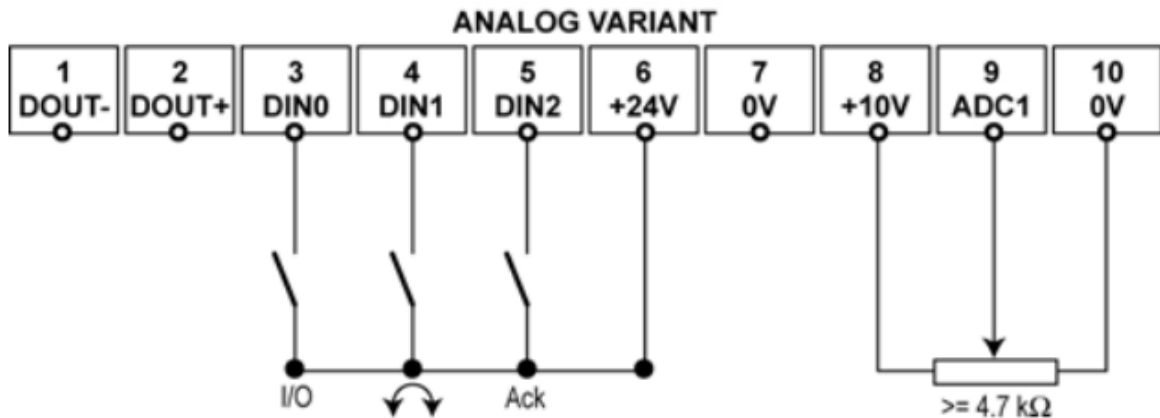 ANALOG VARIANT
1 2 3 4 5 6 7 8 9 10
DOUT- DOUT+ DIN0 DIN1 DIN2 +24V 0V +10V ADC1 0V
I/O Ack >= 4.7 kΩ